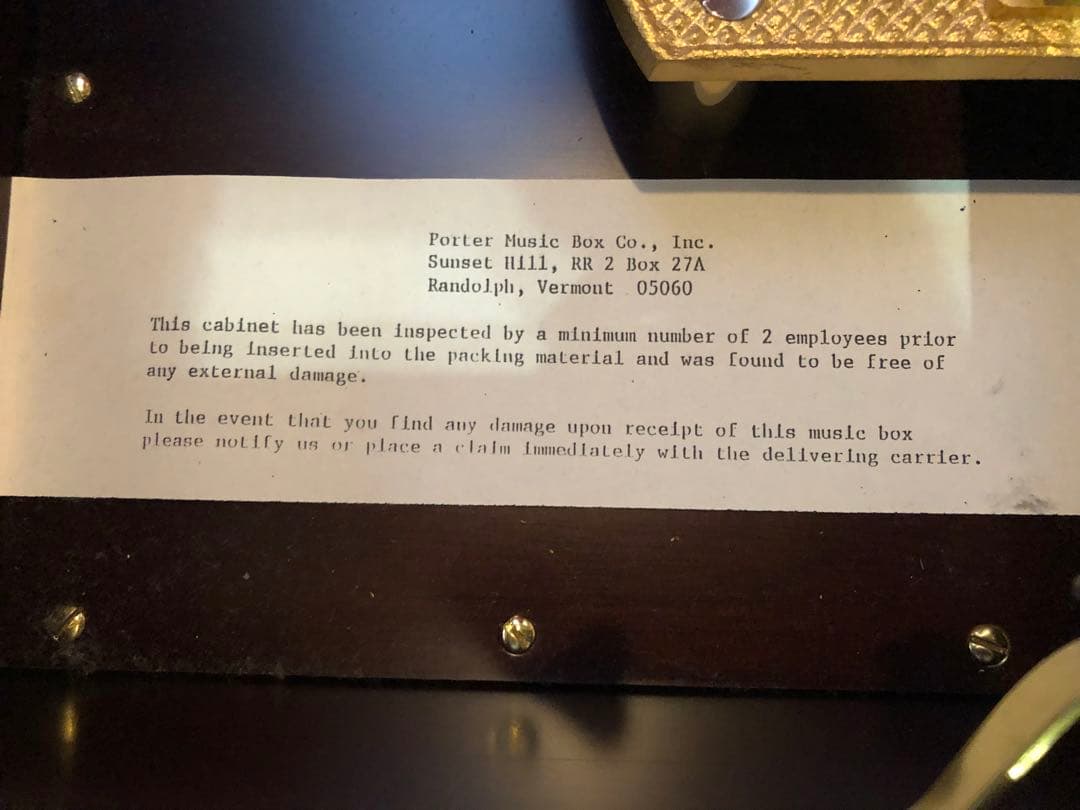 Porter Music Box Co., Inc.
Sunset Hill, RR 2 Box 27A
Randolph, Vermont 05060
This cabinet has been inspected by a minimum number of 2 employees prior
to being inserted into the packing material and was found to be free of
any external damage.
In the event that you find any damage upon receipt of this music box
please notify us or place a claim immediately with the delivering carrier.